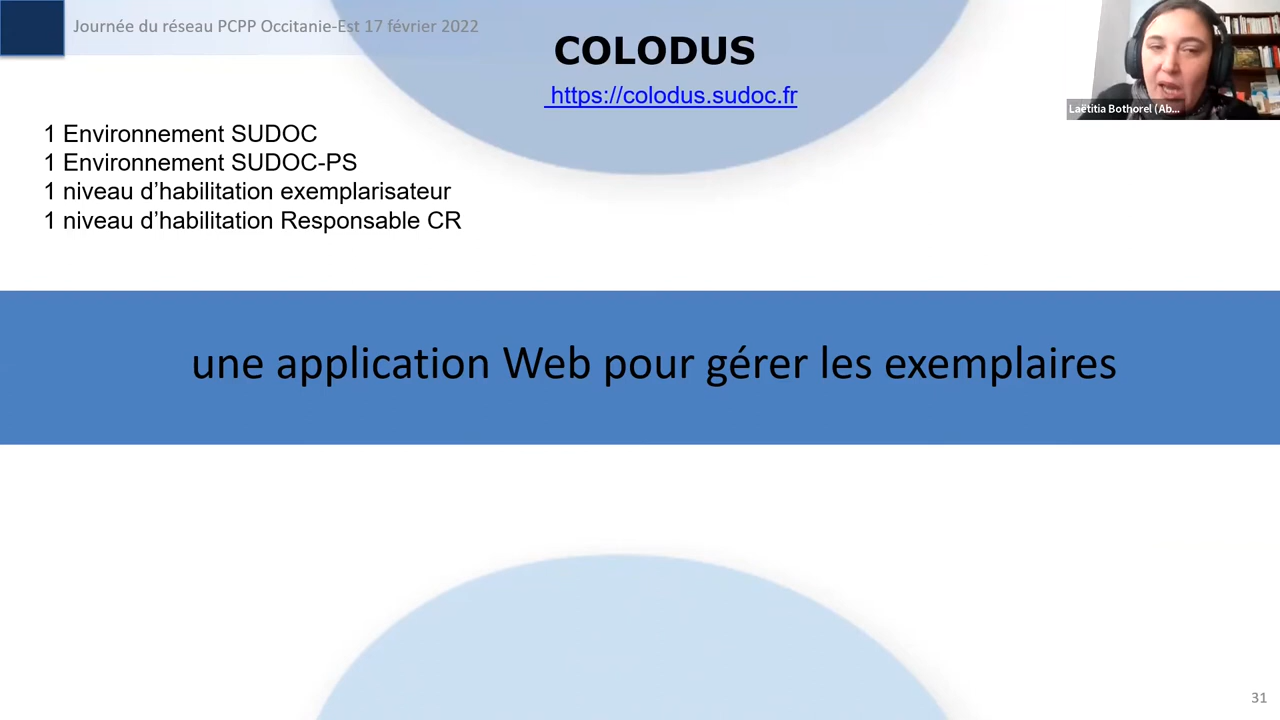 Journée du réseau PCPP Occitanie-Est 17 février 2022
COLODUS
https://colodus.sudoc.fr
Laëtitia Bothorel (Ab...
1 Environnement SUDOC
1 Environnement SUDOC-PS
1 niveau d’habilitation exemplarisateur
1 niveau d’habilitation Responsable CR
une application Web pour gérer les exemplaires
31